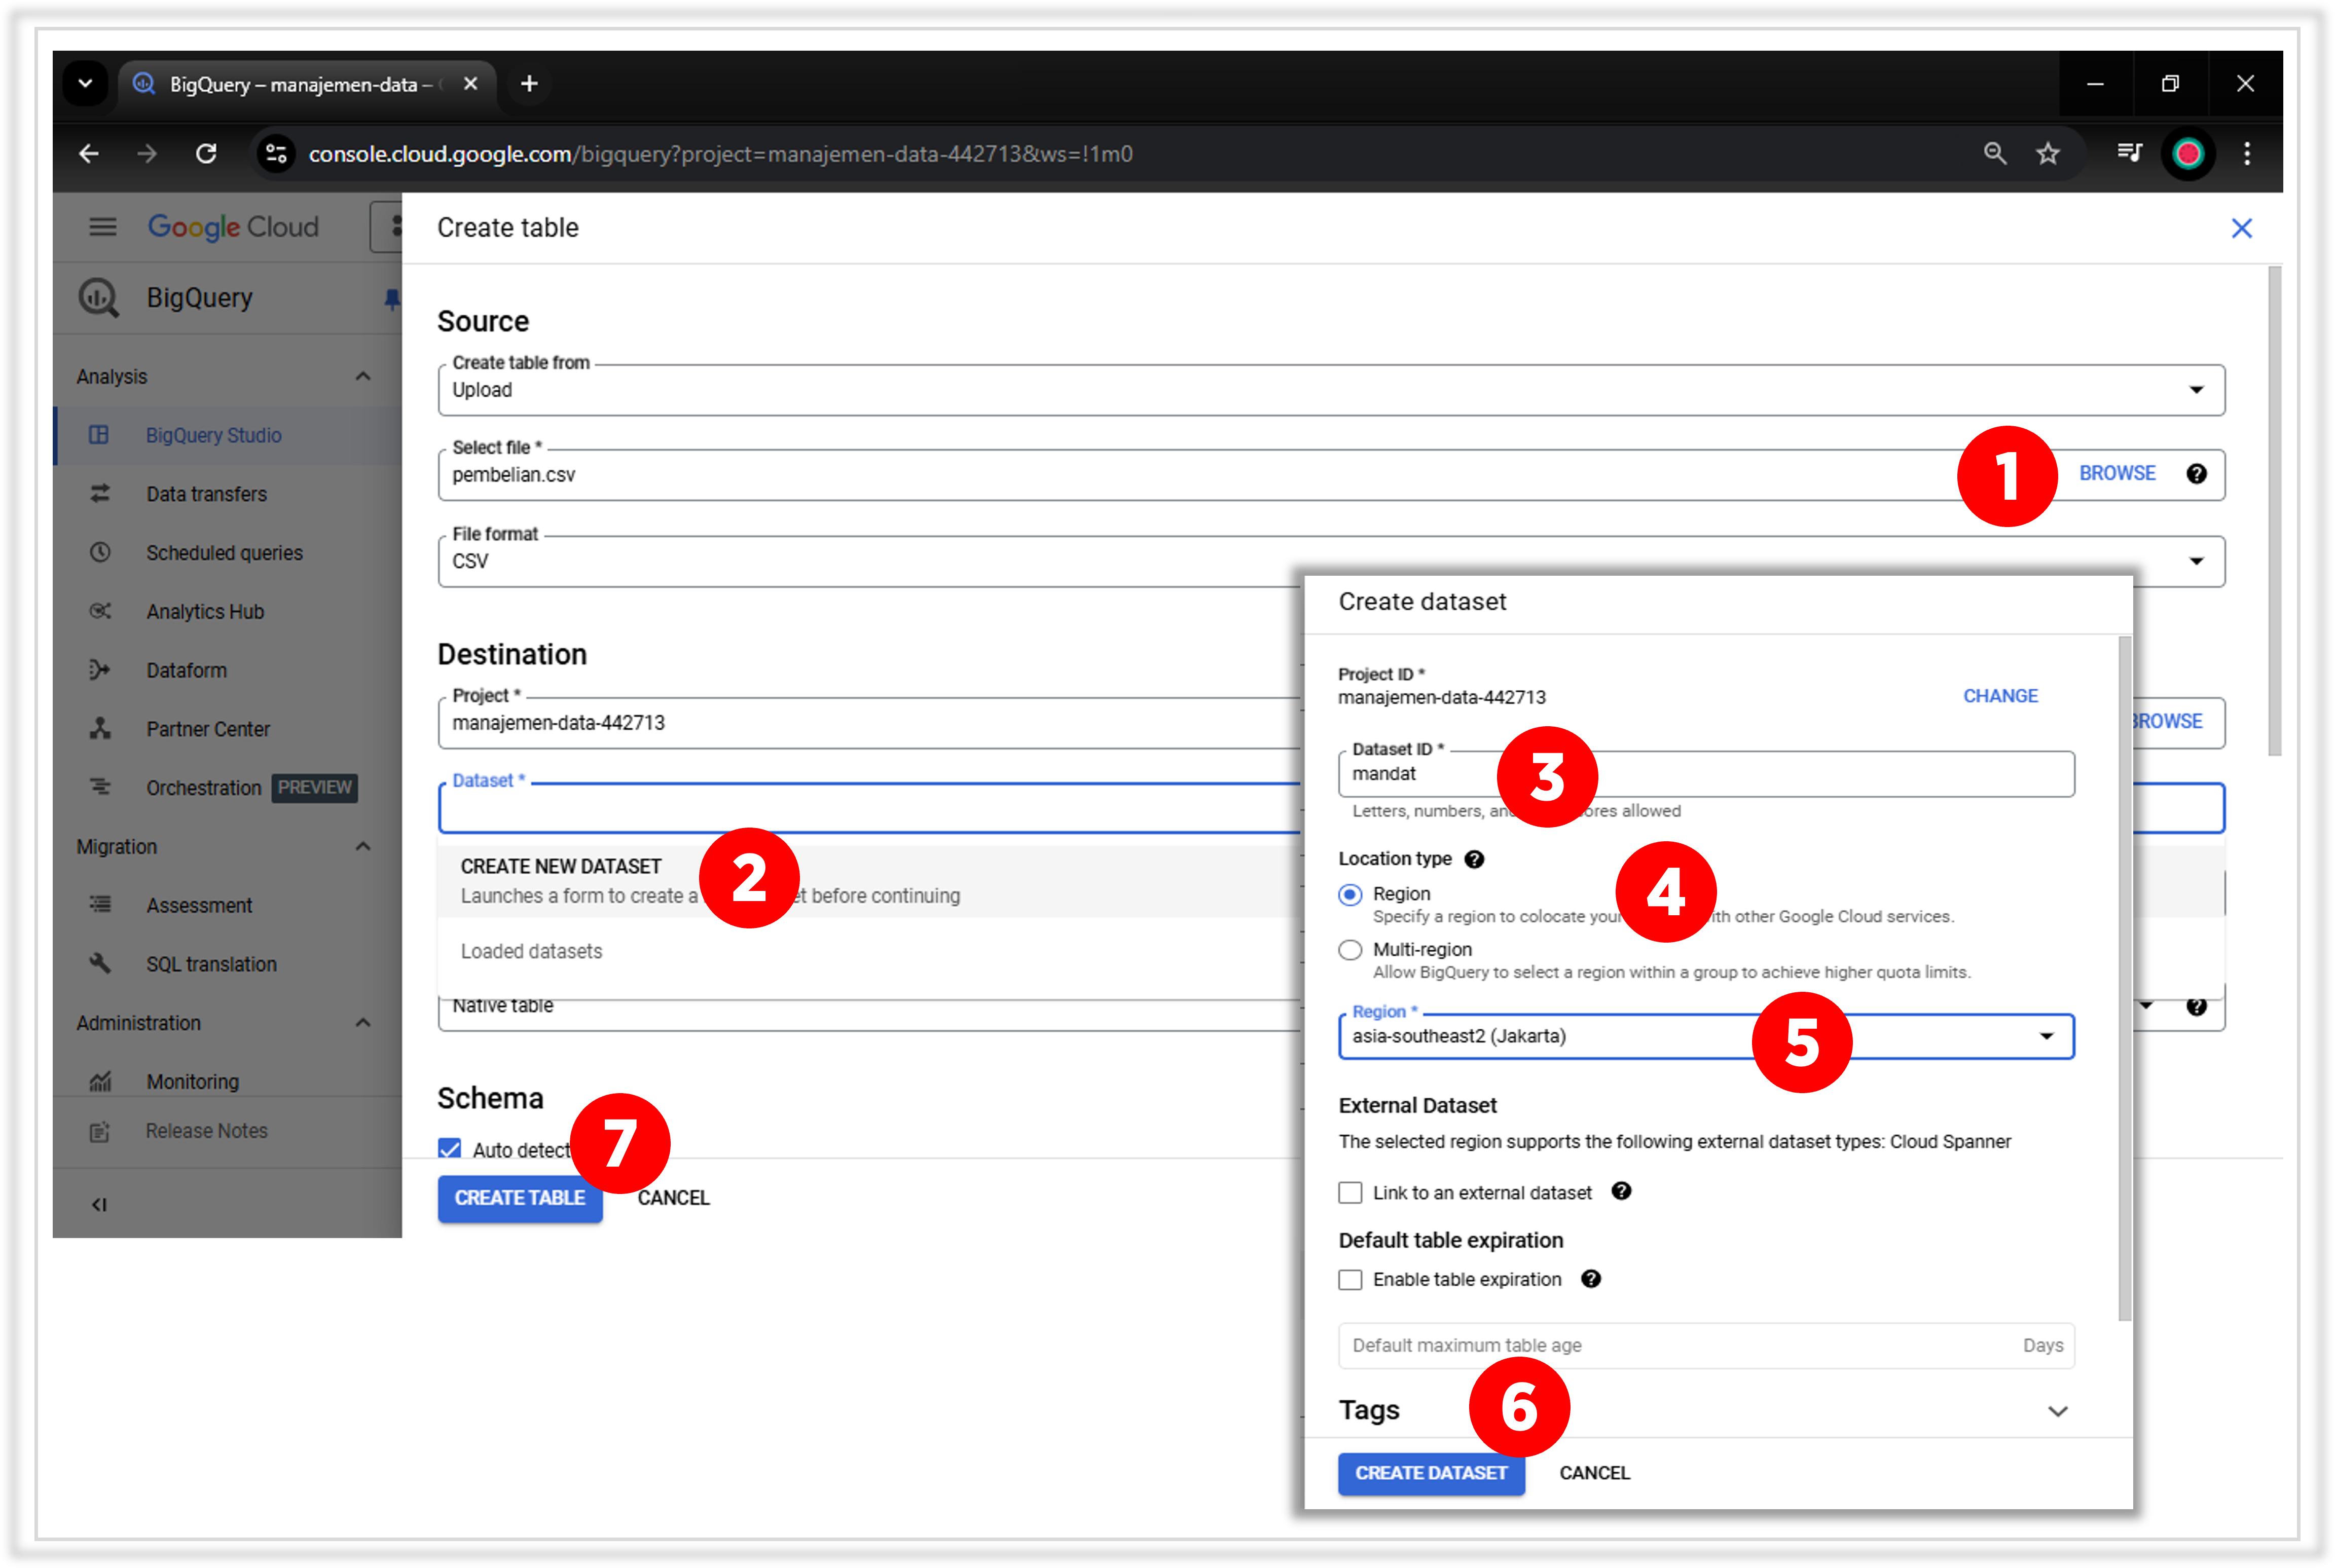 BigQuery – manajemen-data –
console.cloud.google.com/bigquery?project=manajemen-data-442713&ws=!1m0
Google Cloud
BigQuery
Analysis
BigQuery Studio
Data transfers
Scheduled queries
Analytics Hub
Dataform
Partner Center
Orchestration PREVIEW
Migration
Assessment
SQL translation
Administration
Monitoring
Release Notes
Create table
Source
Create table from
Upload
Select file *
pembelian.csv
1
BROWSE
File format
CSV
Destination
Project *
manajemen-data-442713
BROWSE
Dataset *
CREATE NEW DATASET
2
Launches a form to create a before continuing
Loaded datasets
Native table
Schema
7
Auto detect
CREATE TABLE
CANCEL
Create dataset
Project ID *
manajemen-data-442713
CHANGE
Dataset ID *
mandat
3
Letters, numbers, allowed
Location type
4
Region
Specify a region to colocate your with other Google Cloud services.
Multi-region
Allow BigQuery to select a region within a group to achieve higher quota limits.
Region *
asia-southeast2 (Jakarta)
5
External Dataset
The selected region supports the following external dataset types: Cloud Spanner
Link to an external dataset
Default table expiration
Enable table expiration
Default maximum table age
Days
Tags
6
CREATE DATASET
CANCEL